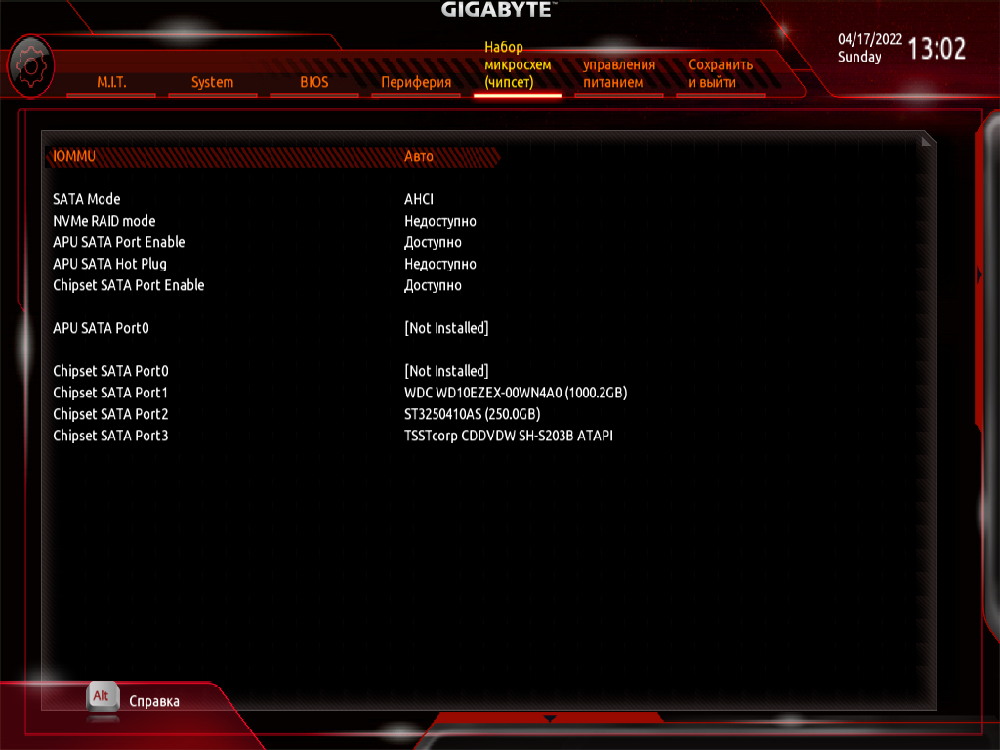 GIGABYTE™
04/17/2022
Sunday
13:02
M.I.T.
System
BIOS
Периферия
Набор
микросхем
(чипсет)
управления
питанием
Сохранить
и выйти
IOMMU Авто
SATA Mode AHCI
NVMe RAID mode Недоступно
APU SATA Port Enable Доступно
APU SATA Hot Plug Недоступно
Chipset SATA Port Enable Доступно
APU SATA Port0 [Not Installed]
Chipset SATA Port0 [Not Installed]
Chipset SATA Port1 WDC WD10EZEX-00WN4A0 (1000.2GB)
Chipset SATA Port2 ST3250410AS (250.0GB)
Chipset SATA Port3 TSSTcorp CDDVDW SH-S203B ATAPI
Alt Справка